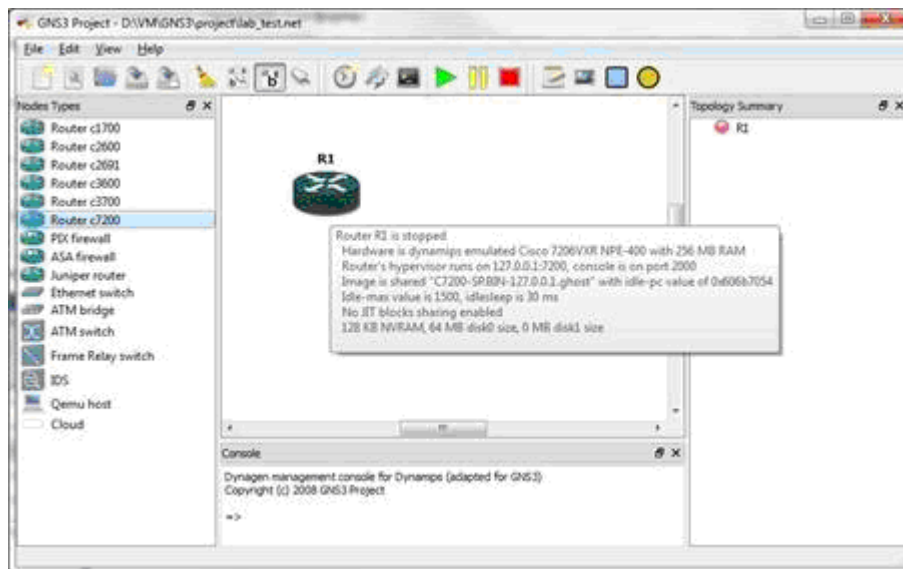 GNS3 Project - D:\VM\GNS3\project\lab_test.net
File Edit View Help
Nodes Types
Router c1700
Router c2600
Router c2691
Router c3600
Router c3700
Router c7200
PIX firewall
ASA firewall
Juniper router
Ethernet switch
ATM bridge
ATM switch
Frame Relay switch
IDS
Qemu host
Cloud
R1
Router R1 is stopped
Hardware is dynamips emulated Cisco 7206VXR NPE-400 with 256 MB RAM
Router's hypervisor runs on 127.0.0.1:7200, console is on port 2000
Image is shared "C7200-SP.BIN-127.0.0.1.ghost" with idle-pc value of 0x606b7054
Idle-max value is 1500, idlesleep is 30 ms
No JIT blocks sharing enabled
128 KB NVRAM, 64 MB disk0 size, 0 MB disk1 size
Console
Dynagen management console for Dynamips (adapted for GNS3)
Copyright (c) 2008 GNS3 Project
=>
Topology Summary
R1